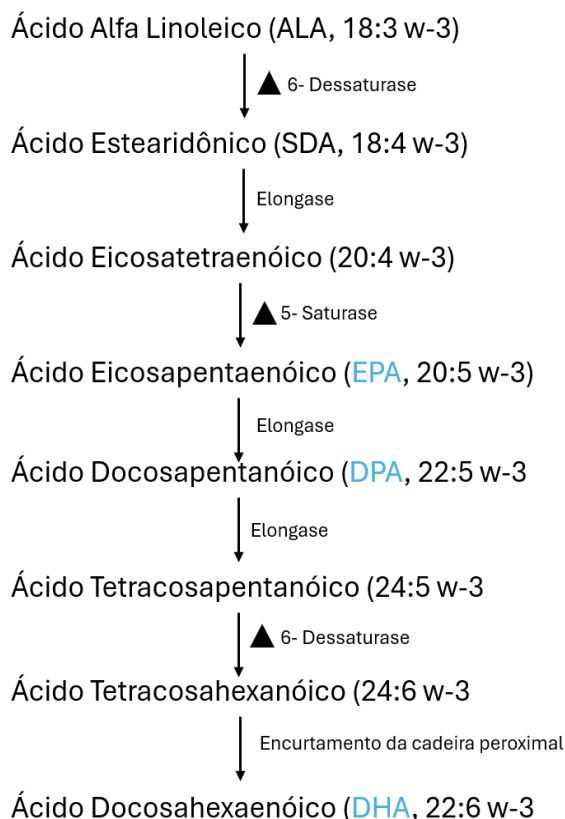 Ácido Alfa Linoleico (ALA, 18:3 w-3)
6- Dessaturase
Ácido Estearidônico (SDA, 18:4 w-3)
Elongase
Ácido Eicosatetraenóico (20:4 w-3)
5- Saturase
Ácido Eicosapentaenóico (EPA, 20:5 w-3)
Elongase
Ácido Docosapentanóico (DPA, 22:5 w-3
Elongase
Ácido Tetracosapentanóico (24:5 w-3
6- Dessaturase
Ácido Tetracosahexanóico (24:6 w-3
Encurtamento da cadeira peroximal
Ácido Docosahexaenóico (DHA, 22:6 w-3